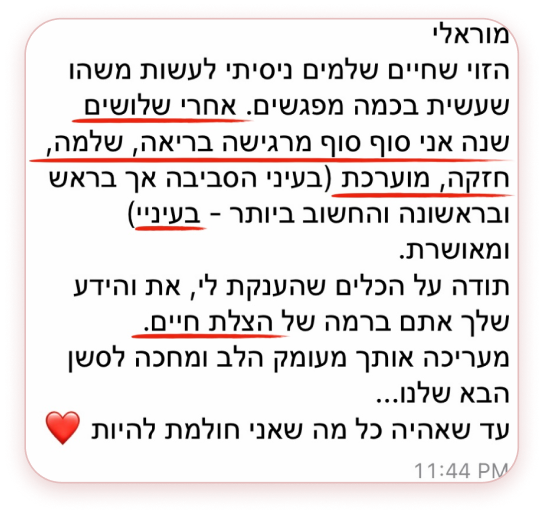 מוראלי
הזוי שחיים שלמים ניסיתי לעשות משהו
שעשית בכמה מפגשים. אחרי שלושים
שנה אני סוף סוף מרגישה בריאה, שלמה,
חזקה, מוערכת (בעיני הסביבה אך בראש
ובראשונה והחשוב ביותר - בעיניי)
ומאושרת.
תודה על הכלים שהענקת לי, את והידע
שלך אתם ברמה של הצלת חיים.
מעריכה אותך מעומק הלב ומחכה לסשן
הבא שלנו...
עד שאהיה כל מה שאני חולמת להיות ❤️
11:44 PM